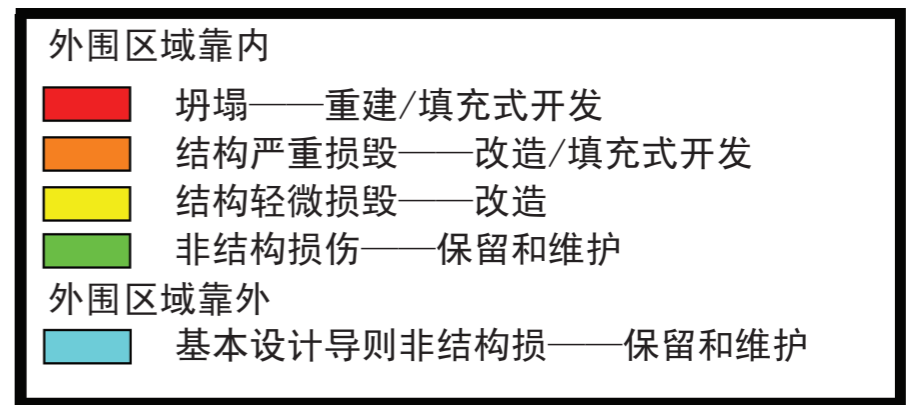 外围区域靠内
坍塌——重建/填充式开发
结构严重损毁——改造/填充式开发
结构轻微损毁——改造
非结构损伤——保留和维护
外围区域靠外
基本设计导则非结构损——保留和维护